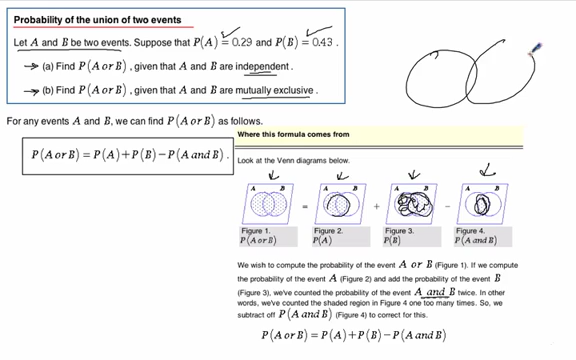 Probability of the union of two events
Let A and B be two events. Suppose that P(A) = 0.29 and P(B) = 0.43 .
(a) Find P(A or B) , given that A and B are independent .
(b) Find P(A or B) , given that A and B are mutually exclusive .
For any events A and B, we can find P(A or B) as follows.
P(A or B) = P(A) + P(B) − P(A and B) .
Where this formula comes from
Look at the Venn diagrams below.
A B = A B + A B − A B
Figure 1. Figure 2. Figure 3. Figure 4.
P(A or B) P(A) P(B) P(A and B)
We wish to compute the probability of the event A or B (Figure 1). If we compute
the probability of the event A (Figure 2) and add the probability of the event B
(Figure 3), we've counted the probability of the event A and B twice. In other
words, we've counted the shaded region in Figure 4 one too many times. So, we
subtract off P(A and B) (Figure 4) to correct for this.
P(A or B) = P(A) + P(B) − P(A and B)